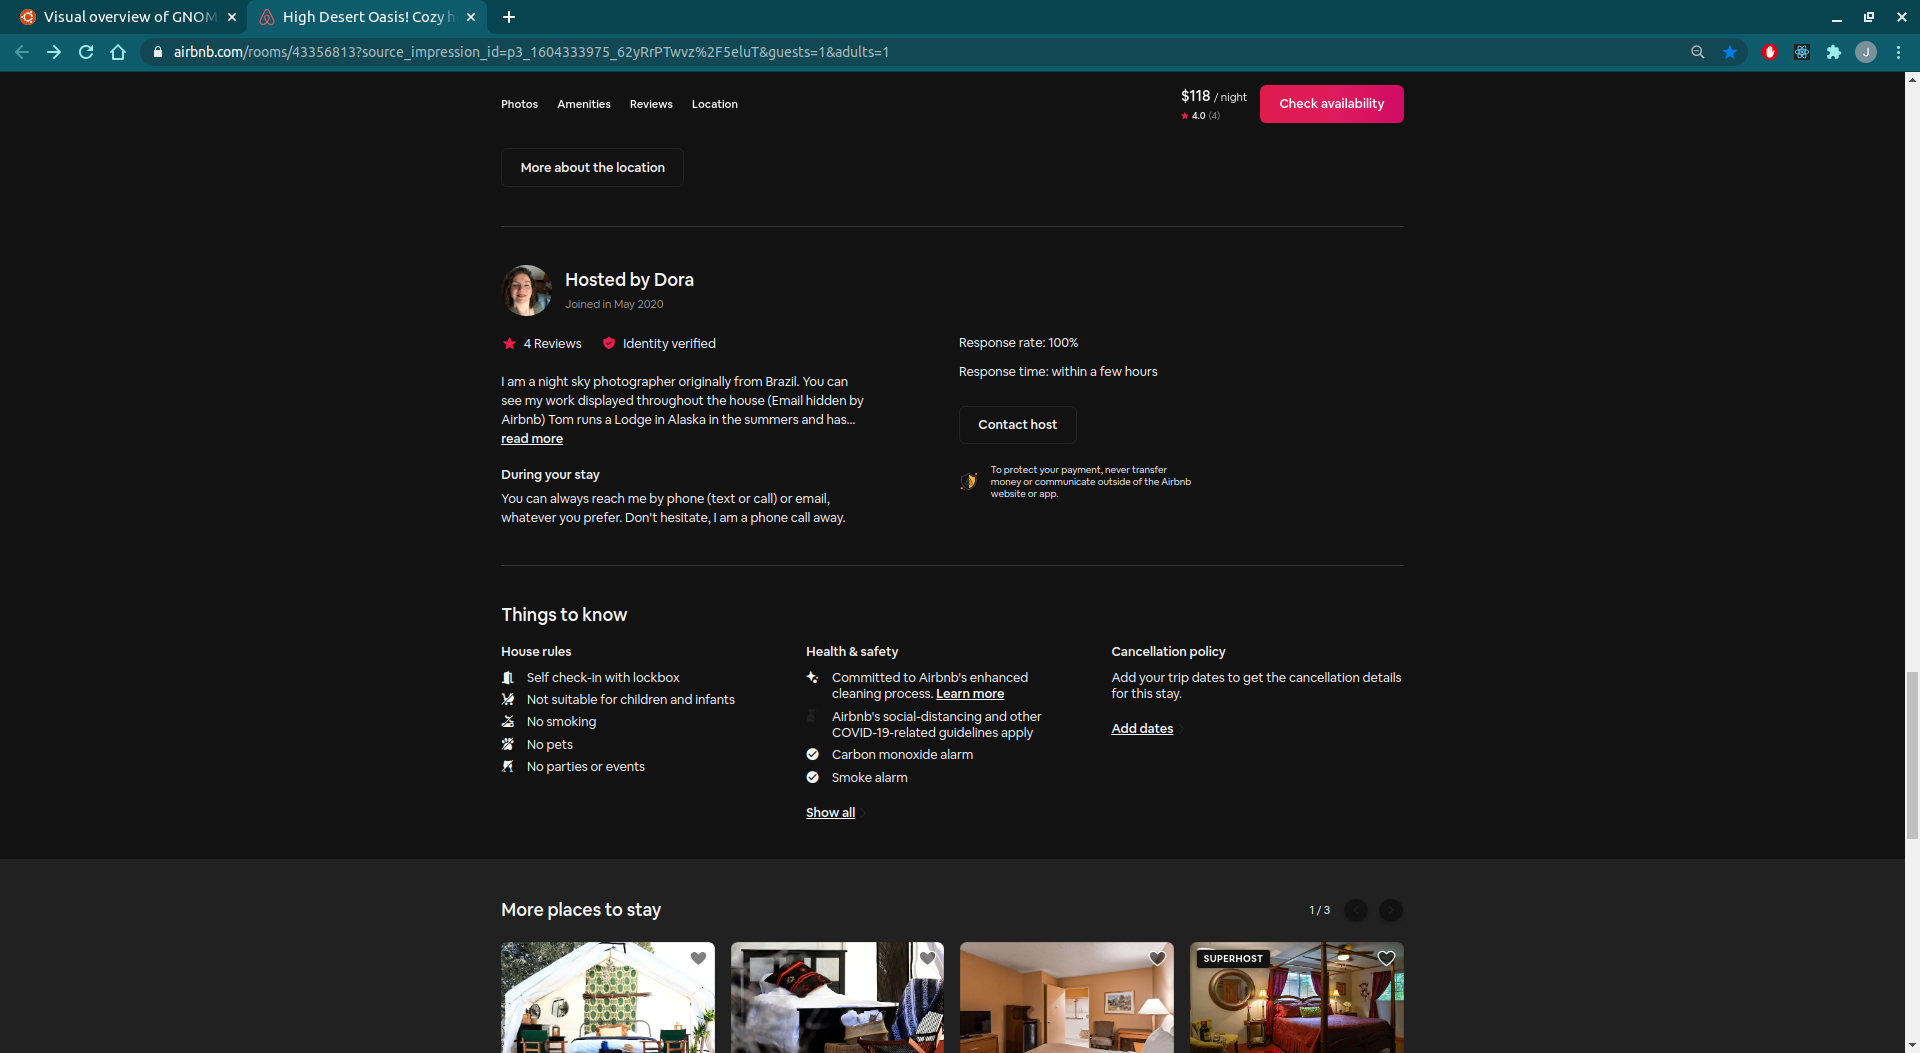 Visual overview of GNOM
High Desert Oasis! Cozy h
airbnb.com/rooms/43356813?source_impression_id=p3_1604333975_62yRrPTwvz%2F5eluT&guests=1&adults=1
J
Photos Amenities Reviews Location
$118 / night
4.0 (4)
Check availability
More about the location
Hosted by Dora
Joined in May 2020
4 Reviews Identity verified
I am a night sky photographer originally from Brazil. You can
see my work displayed throughout the house (Email hidden by
Airbnb) Tom runs a Lodge in Alaska in the summers and has...
read more
During your stay
You can always reach me by phone (text or call) or email,
whatever you prefer. Don't hesitate, I am a phone call away.
Response rate: 100%
Response time: within a few hours
Contact host
To protect your payment, never transfer
money or communicate outside of the Airbnb
website or app.
Things to know
House rules
Self check-in with lockbox
Not suitable for children and infants
No smoking
No pets
No parties or events
Health & safety
Committed to Airbnb's enhanced
cleaning process. Learn more
Airbnb's social-distancing and other
COVID-19-related guidelines apply
Carbon monoxide alarm
Smoke alarm
Show all
Cancellation policy
Add your trip dates to get the cancellation details
for this stay.
Add dates
More places to stay
1 / 3
SUPERHOST